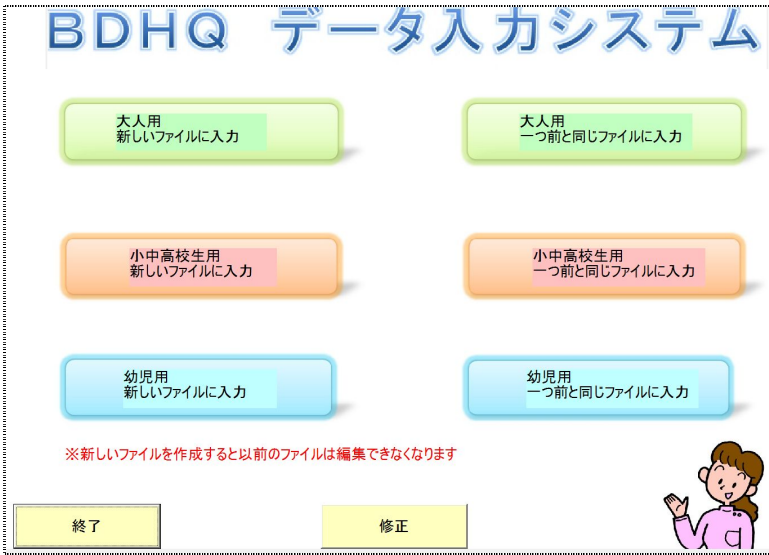 BDHQ データ入力システム
大人用
新しいファイルに入力
大人用
一つ前と同じファイルに入力
小中高校生用
新しいファイルに入力
小中高校生用
一つ前と同じファイルに入力
幼児用
新しいファイルに入力
幼児用
一つ前と同じファイルに入力
※新しいファイルを作成すると以前のファイルは編集できなくなります
終了
修正